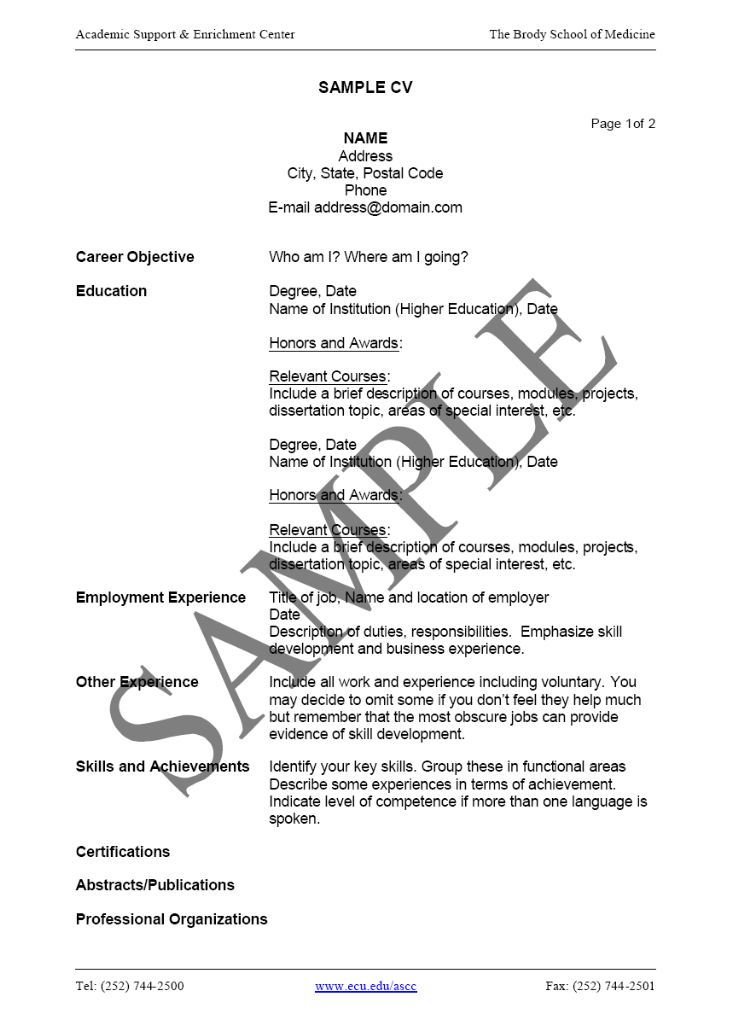 Academic Support & Enrichment Center The Brody School of Medicine
SAMPLE CV
Page 1of 2
NAME
Address
City, State, Postal Code
Phone
E-mail address@domain.com
Career Objective Who am I? Where am I going?
Education Degree, Date
Name of Institution (Higher Education), Date
Honors and Awards:
Relevant Courses:
Include a brief description of courses, modules, projects,
dissertation topic, areas of special interest, etc.
Degree, Date
Name of Institution (Higher Education), Date
Honors and Awards:
Relevant Courses:
Include a brief description of courses, modules, projects,
dissertation topic, areas of special interest, etc.
Employment Experience Title of job, Name and location of employer
Date
Description of duties, responsibilities. Emphasize skill
development and business experience.
Other Experience Include all work and experience including voluntary. You
may decide to omit some if you don't feel they help much
but remember that the most obscure jobs can provide
evidence of skill development.
Skills and Achievements Identify your key skills. Group these in functional areas
Describe some experiences in terms of achievement.
Indicate level of competence if more than one language is
spoken.
Certifications
Abstracts/Publications
Professional Organizations
SAMPLE
Tel: (252) 744-2500 www.ecu.edu/ascc Fax: (252) 744-2501